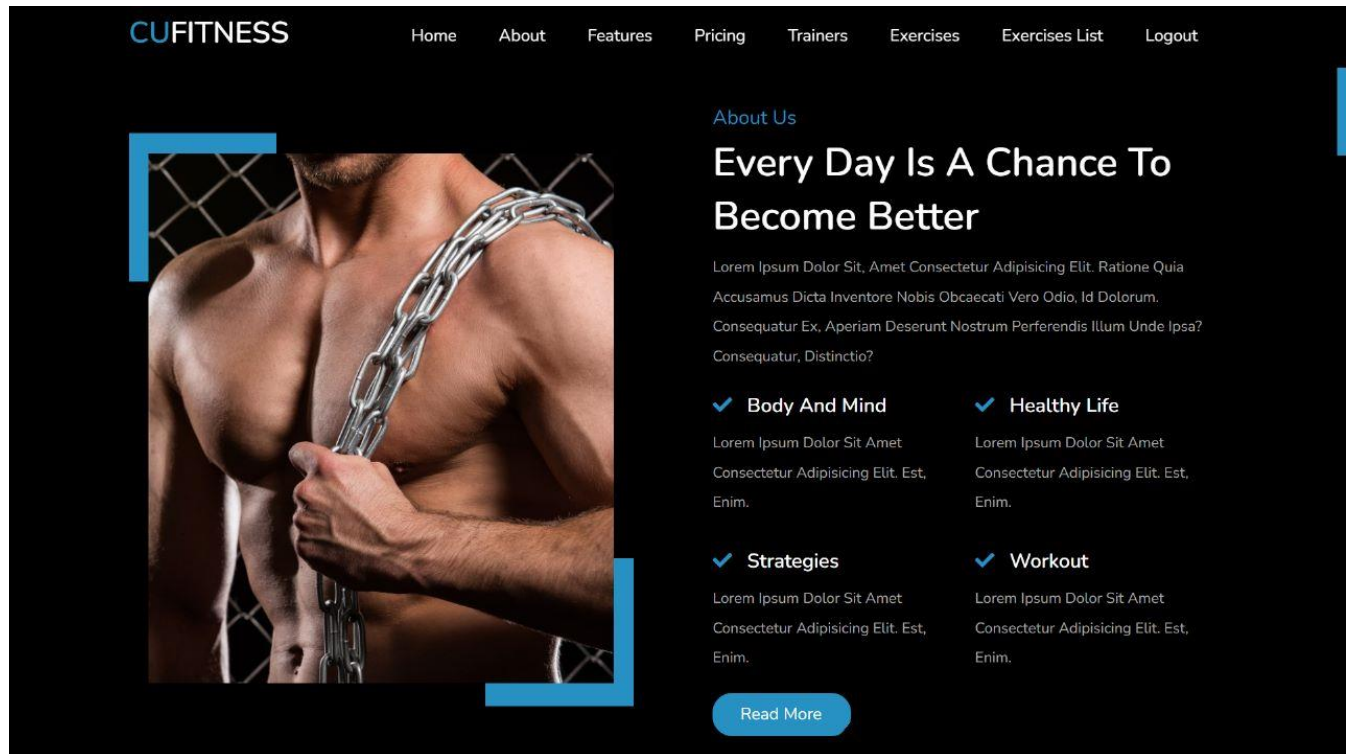 CUFITNESS
Home About Features Pricing Trainers Exercises Exercises List Logout
About Us
Every Day Is A Chance To
Become Better
Lorem Ipsum Dolor Sit, Amet Consectetur Adipisicing Elit. Ratione Quia
Accusamus Dicta Inventore Nobis Obcaecati Vero Odio, Id Dolorum.
Consequatur Ex, Aperiam Deserunt Nostrum Perferendis Illum Unde Ipsa?
Consequatur, Distinctio?
Body And Mind
Lorem Ipsum Dolor Sit Amet
Consectetur Adipisicing Elit. Est,
Enim.
Healthy Life
Lorem Ipsum Dolor Sit Amet
Consectetur Adipisicing Elit. Est,
Enim.
Strategies
Lorem Ipsum Dolor Sit Amet
Consectetur Adipisicing Elit. Est,
Enim.
Workout
Lorem Ipsum Dolor Sit Amet
Consectetur Adipisicing Elit. Est,
Enim.
Read More